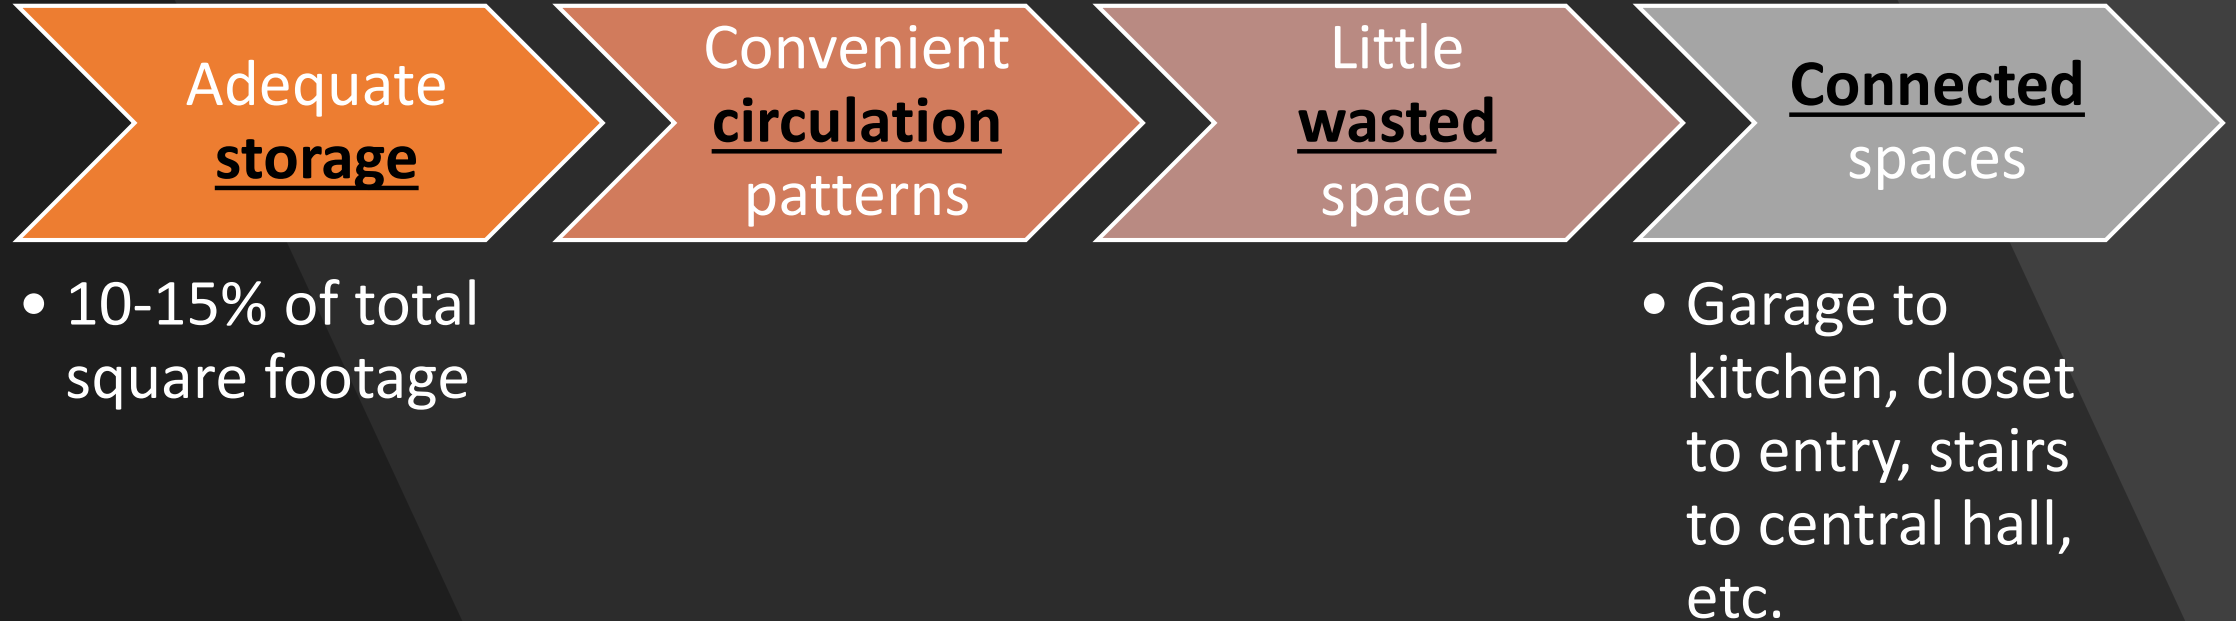 Adequate
storage
Convenient
circulation
patterns
Little
wasted
space
Connected
spaces
• 10-15% of total
square footage
• Garage to
kitchen, closet
to entry, stairs
to central hall,
etc.